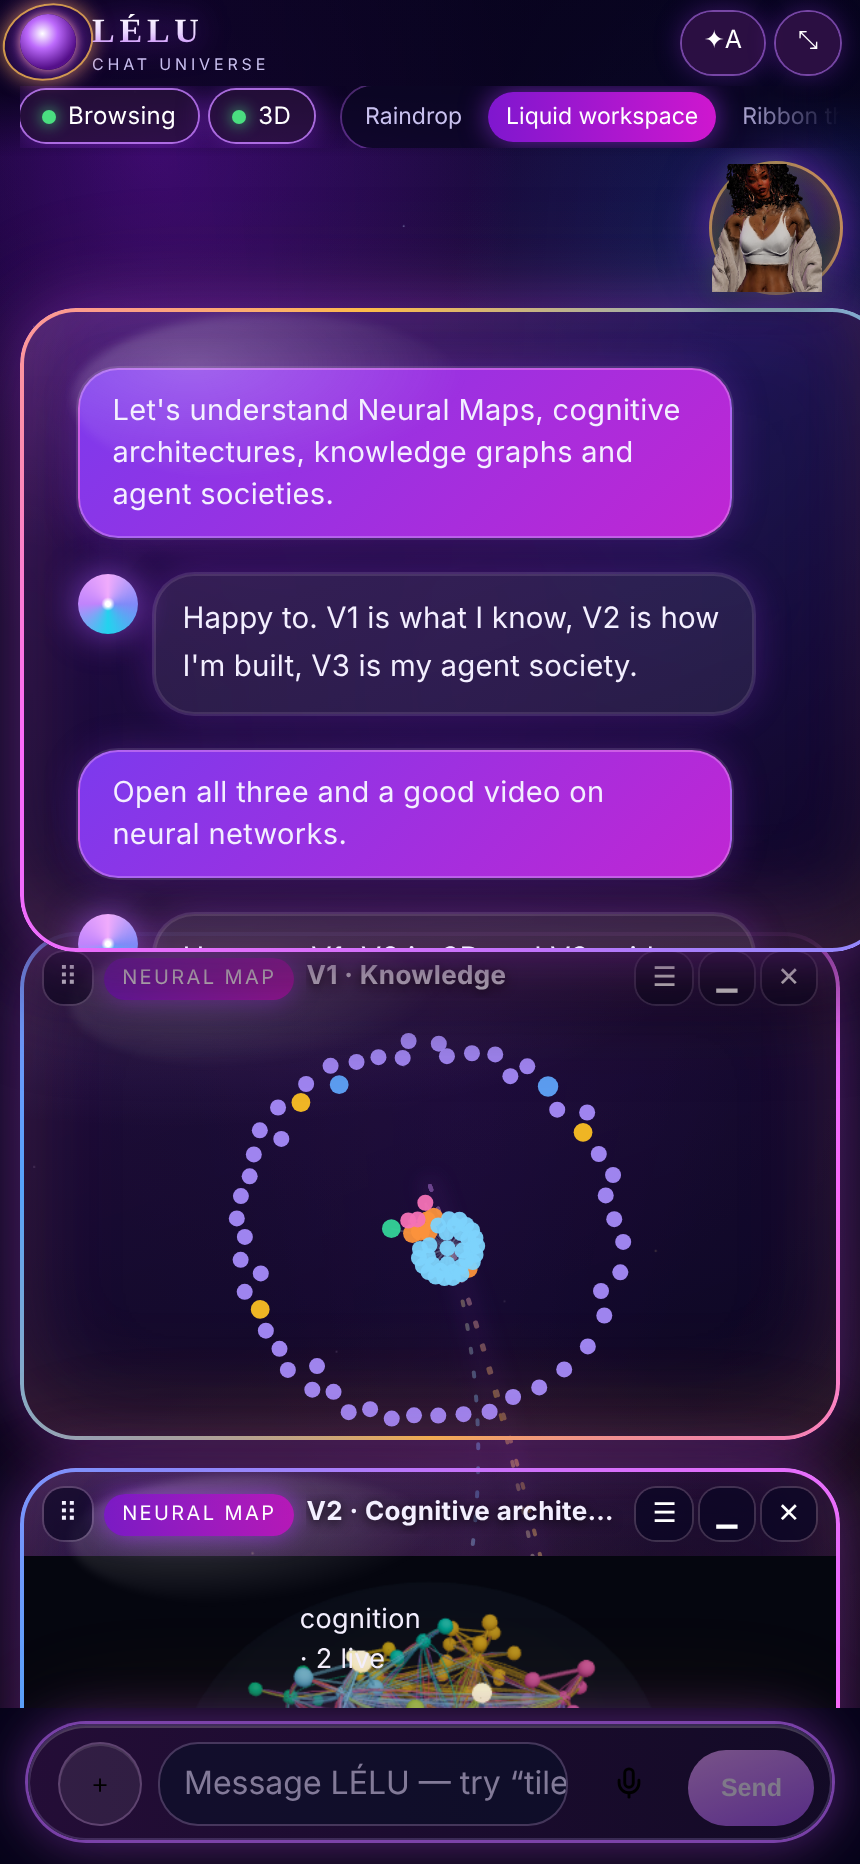 LÉLU
CHAT UNIVERSE
✦A
Browsing
3D
Raindrop
Liquid workspace
Ribbon
Let's understand Neural Maps, cognitive
architectures, knowledge graphs and
agent societies.
Happy to. V1 is what I know, V2 is how
I'm built, V3 is my agent society.
Open all three and a good video on
neural networks.
NEURAL MAP
V1 · Knowledge
NEURAL MAP
V2 · Cognitive archite...
cognition
· 2 live
+
Message LÉLU — try “tile
Send